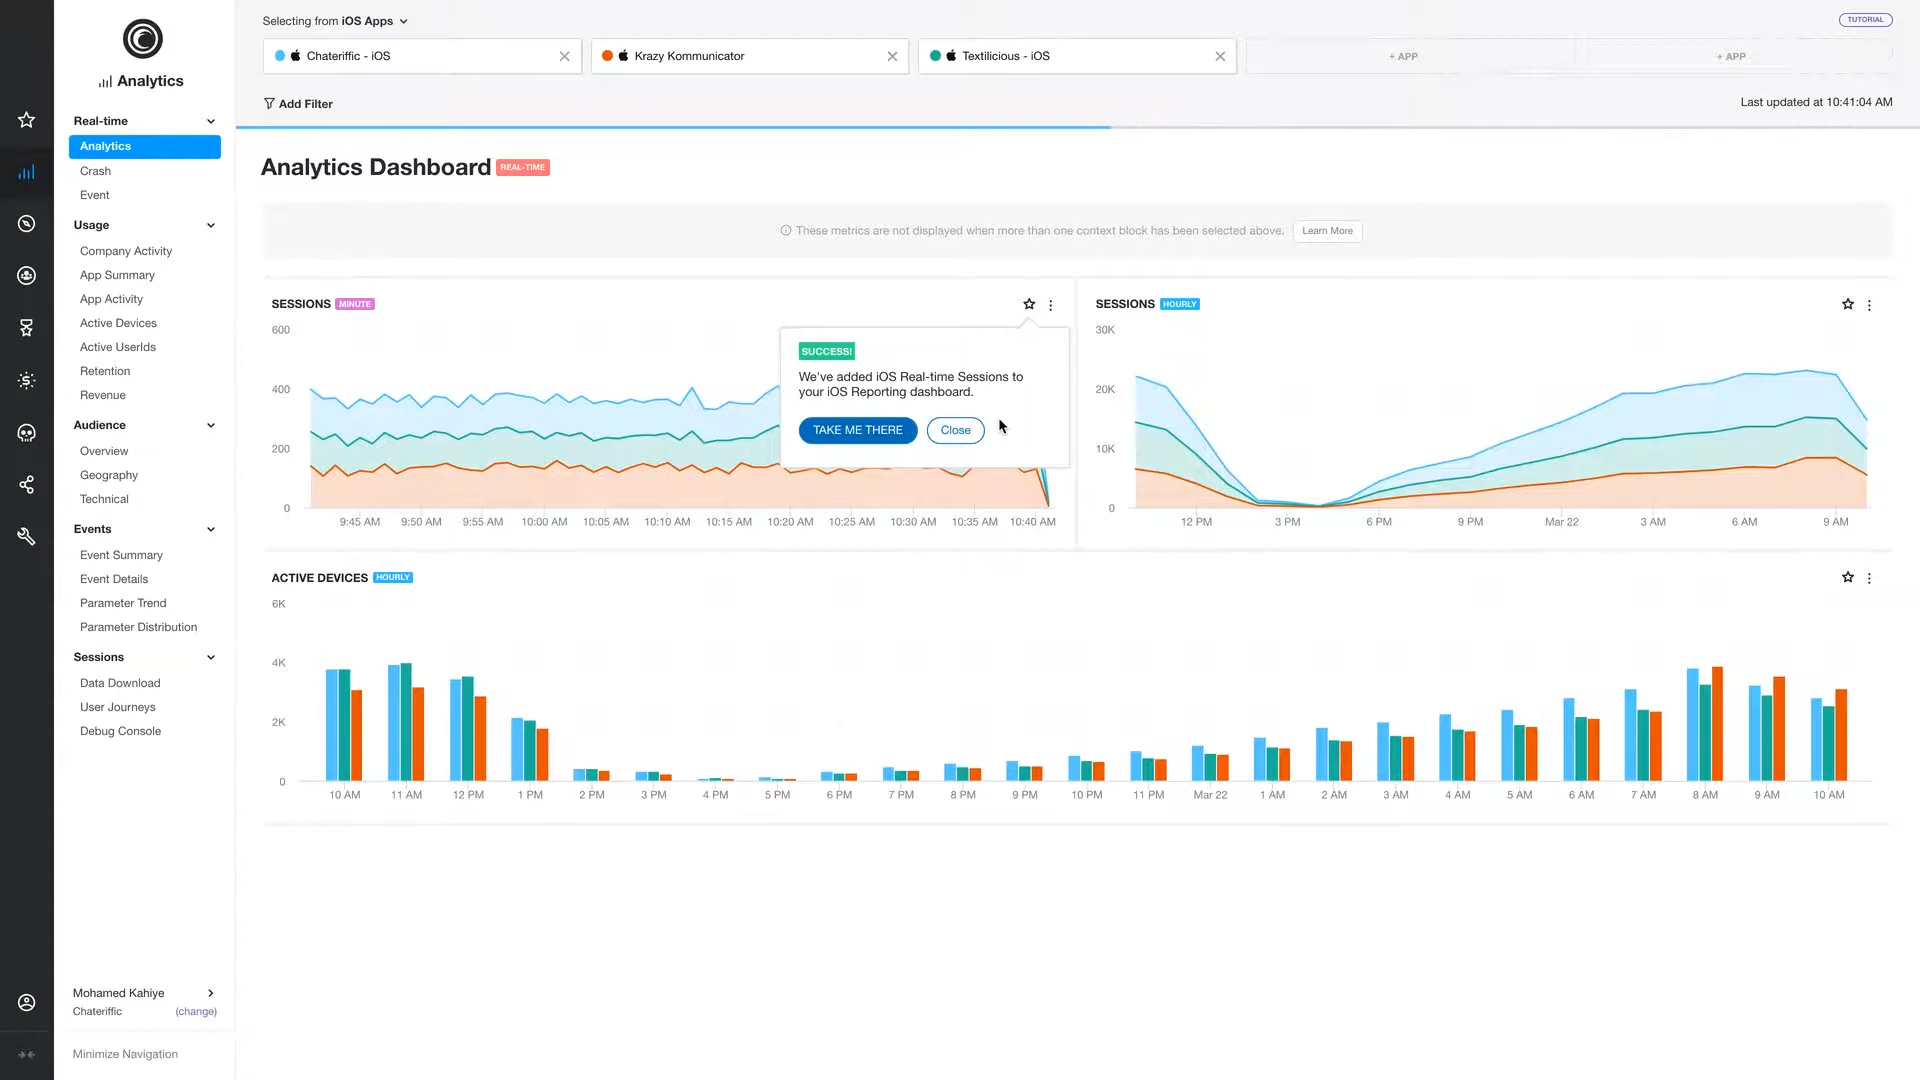 Selecting from iOS Apps
TUTORIAL
Chateriffic - iOS
Krazy Kommunicator
Textilicious - iOS
+ APP
+ APP
Add Filter
Last updated at 10:41:04 AM
Analytics
Real-time
Analytics
Crash
Event
Usage
Company Activity
App Summary
App Activity
Active Devices
Active UserIds
Retention
Revenue
Audience
Overview
Geography
Technical
Events
Event Summary
Event Details
Parameter Trend
Parameter Distribution
Sessions
Data Download
User Journeys
Debug Console
Mohamed Kahiye
Chateriffic (change)
Minimize Navigation
Analytics Dashboard REAL-TIME
These metrics are not displayed when more than one context block has been selected above. Learn More
SESSIONS MINUTE
600
400
200
0
9:45 AM 9:50 AM 9:55 AM 10:00 AM 10:05 AM 10:10 AM 10:15 AM 10:20 AM 10:25 AM 10:30 AM 10:35 AM 10:40 AM
SUCCESS!
We've added iOS Real-time Sessions to
your iOS Reporting dashboard.
TAKE ME THERE Close
SESSIONS HOURLY
30K
20K
10K
0
12 PM 3 PM 6 PM 9 PM Mar 22 3 AM 6 AM 9 AM
ACTIVE DEVICES HOURLY
6K
4K
2K
0
10 AM 11 AM 12 PM 1 PM 2 PM 3 PM 4 PM 5 PM 6 PM 7 PM 8 PM 9 PM 10 PM 11 PM Mar 22 1 AM 2 AM 3 AM 4 AM 5 AM 6 AM 7 AM 8 AM 9 AM 10 AM